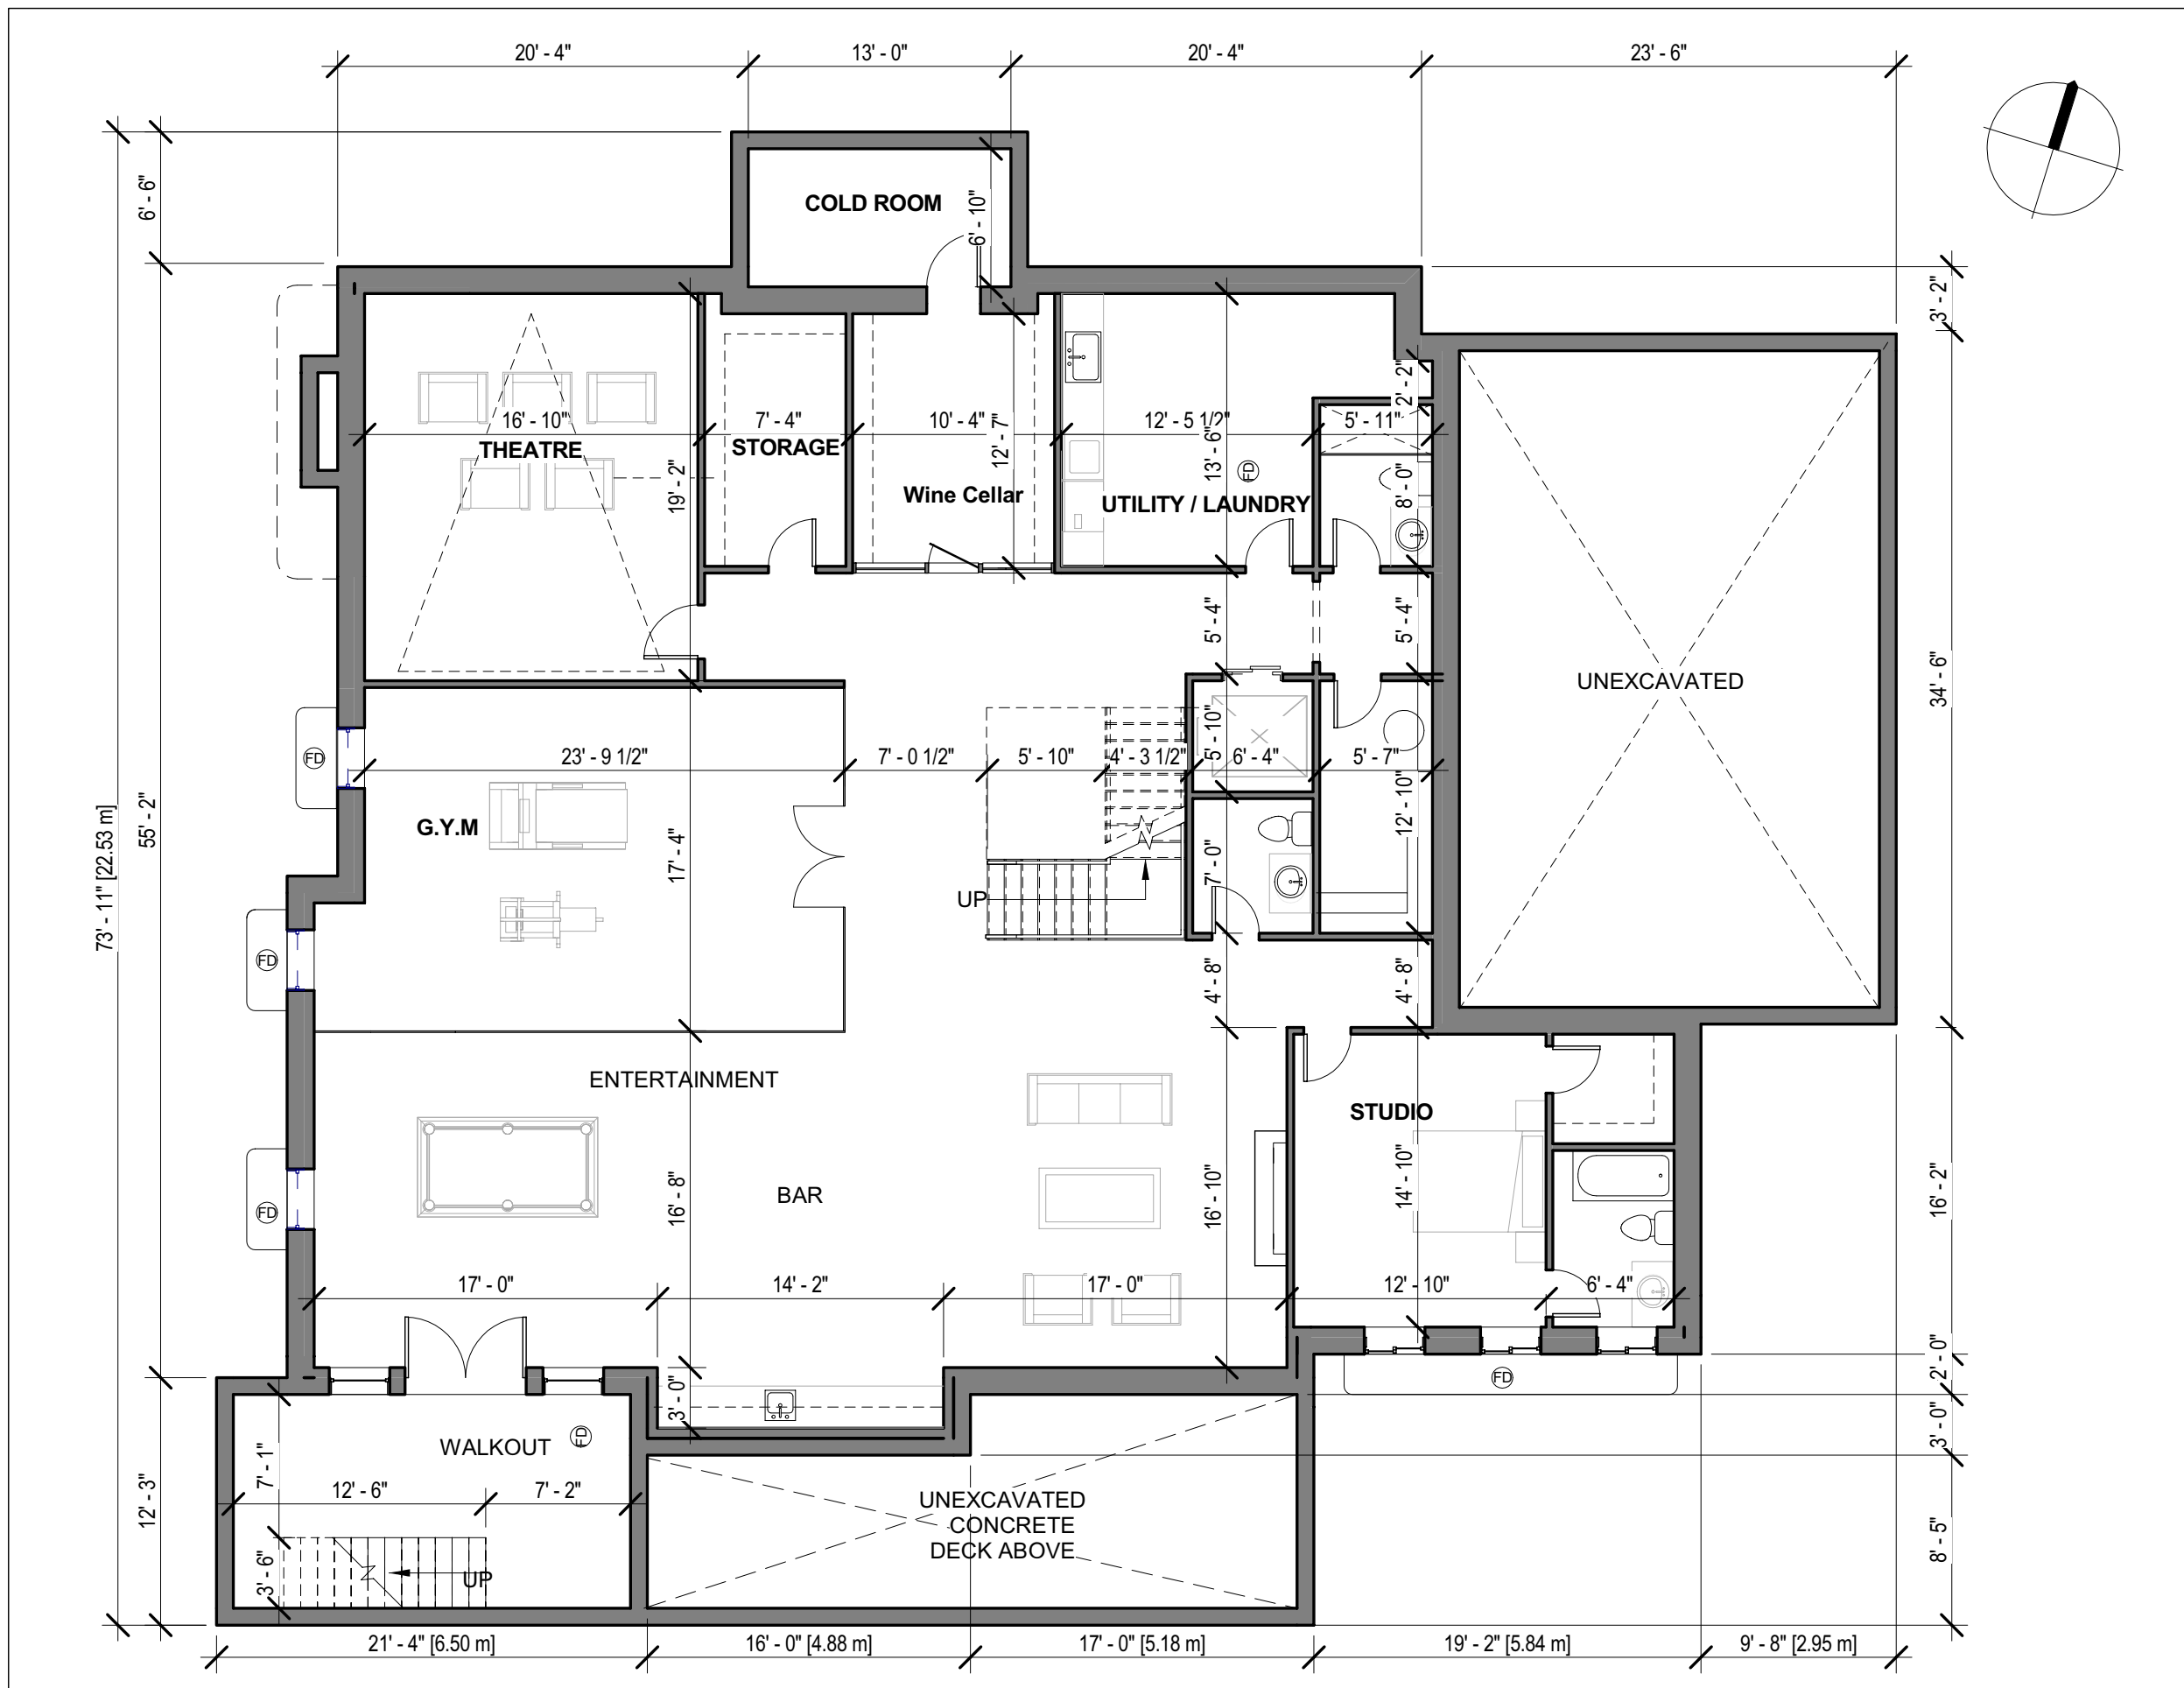 20' - 4"
13' - 0"
20' - 4"
23' - 6"
6' - 6"
COLD ROOM
6' - 10"
3' - 2"
2' - 2"
16' - 10"
7' - 4"
10' - 4"
12' - 5 1/2"
5' - 11"
THEATRE
STORAGE
12' - 7"
13' - 6"
FD
19' - 2"
Wine Cellar
UTILITY / LAUNDRY
8' - 0"
5' - 4"
5' - 4"
UNEXCAVATED
34' - 6"
73' - 11" [22.53 m]
55' - 2"
FD
23' - 9 1/2"
7' - 0 1/2"
5' - 10"
4' - 3 1/2"
5' - 10"
6' - 4"
5' - 7"
12' - 10"
G.Y.M
17' - 4"
7' - 0"
UP
FD
4' - 8"
4' - 8"
ENTERTAINMENT
STUDIO
BAR
16' - 8"
16' - 10"
14' - 10"
16' - 2"
FD
17' - 0"
14' - 2"
17' - 0"
12' - 10"
6' - 4"
2' - 0"
FD
3' - 0"
3' - 0"
WALKOUT
FD
7' - 1"
12' - 6"
7' - 2"
12' - 3"
UNEXCAVATED
CONCRETE
DECK ABOVE
8' - 5"
3' - 6"
UP
21' - 4" [6.50 m]
16' - 0" [4.88 m]
17' - 0" [5.18 m]
19' - 2" [5.84 m]
9' - 8" [2.95 m]